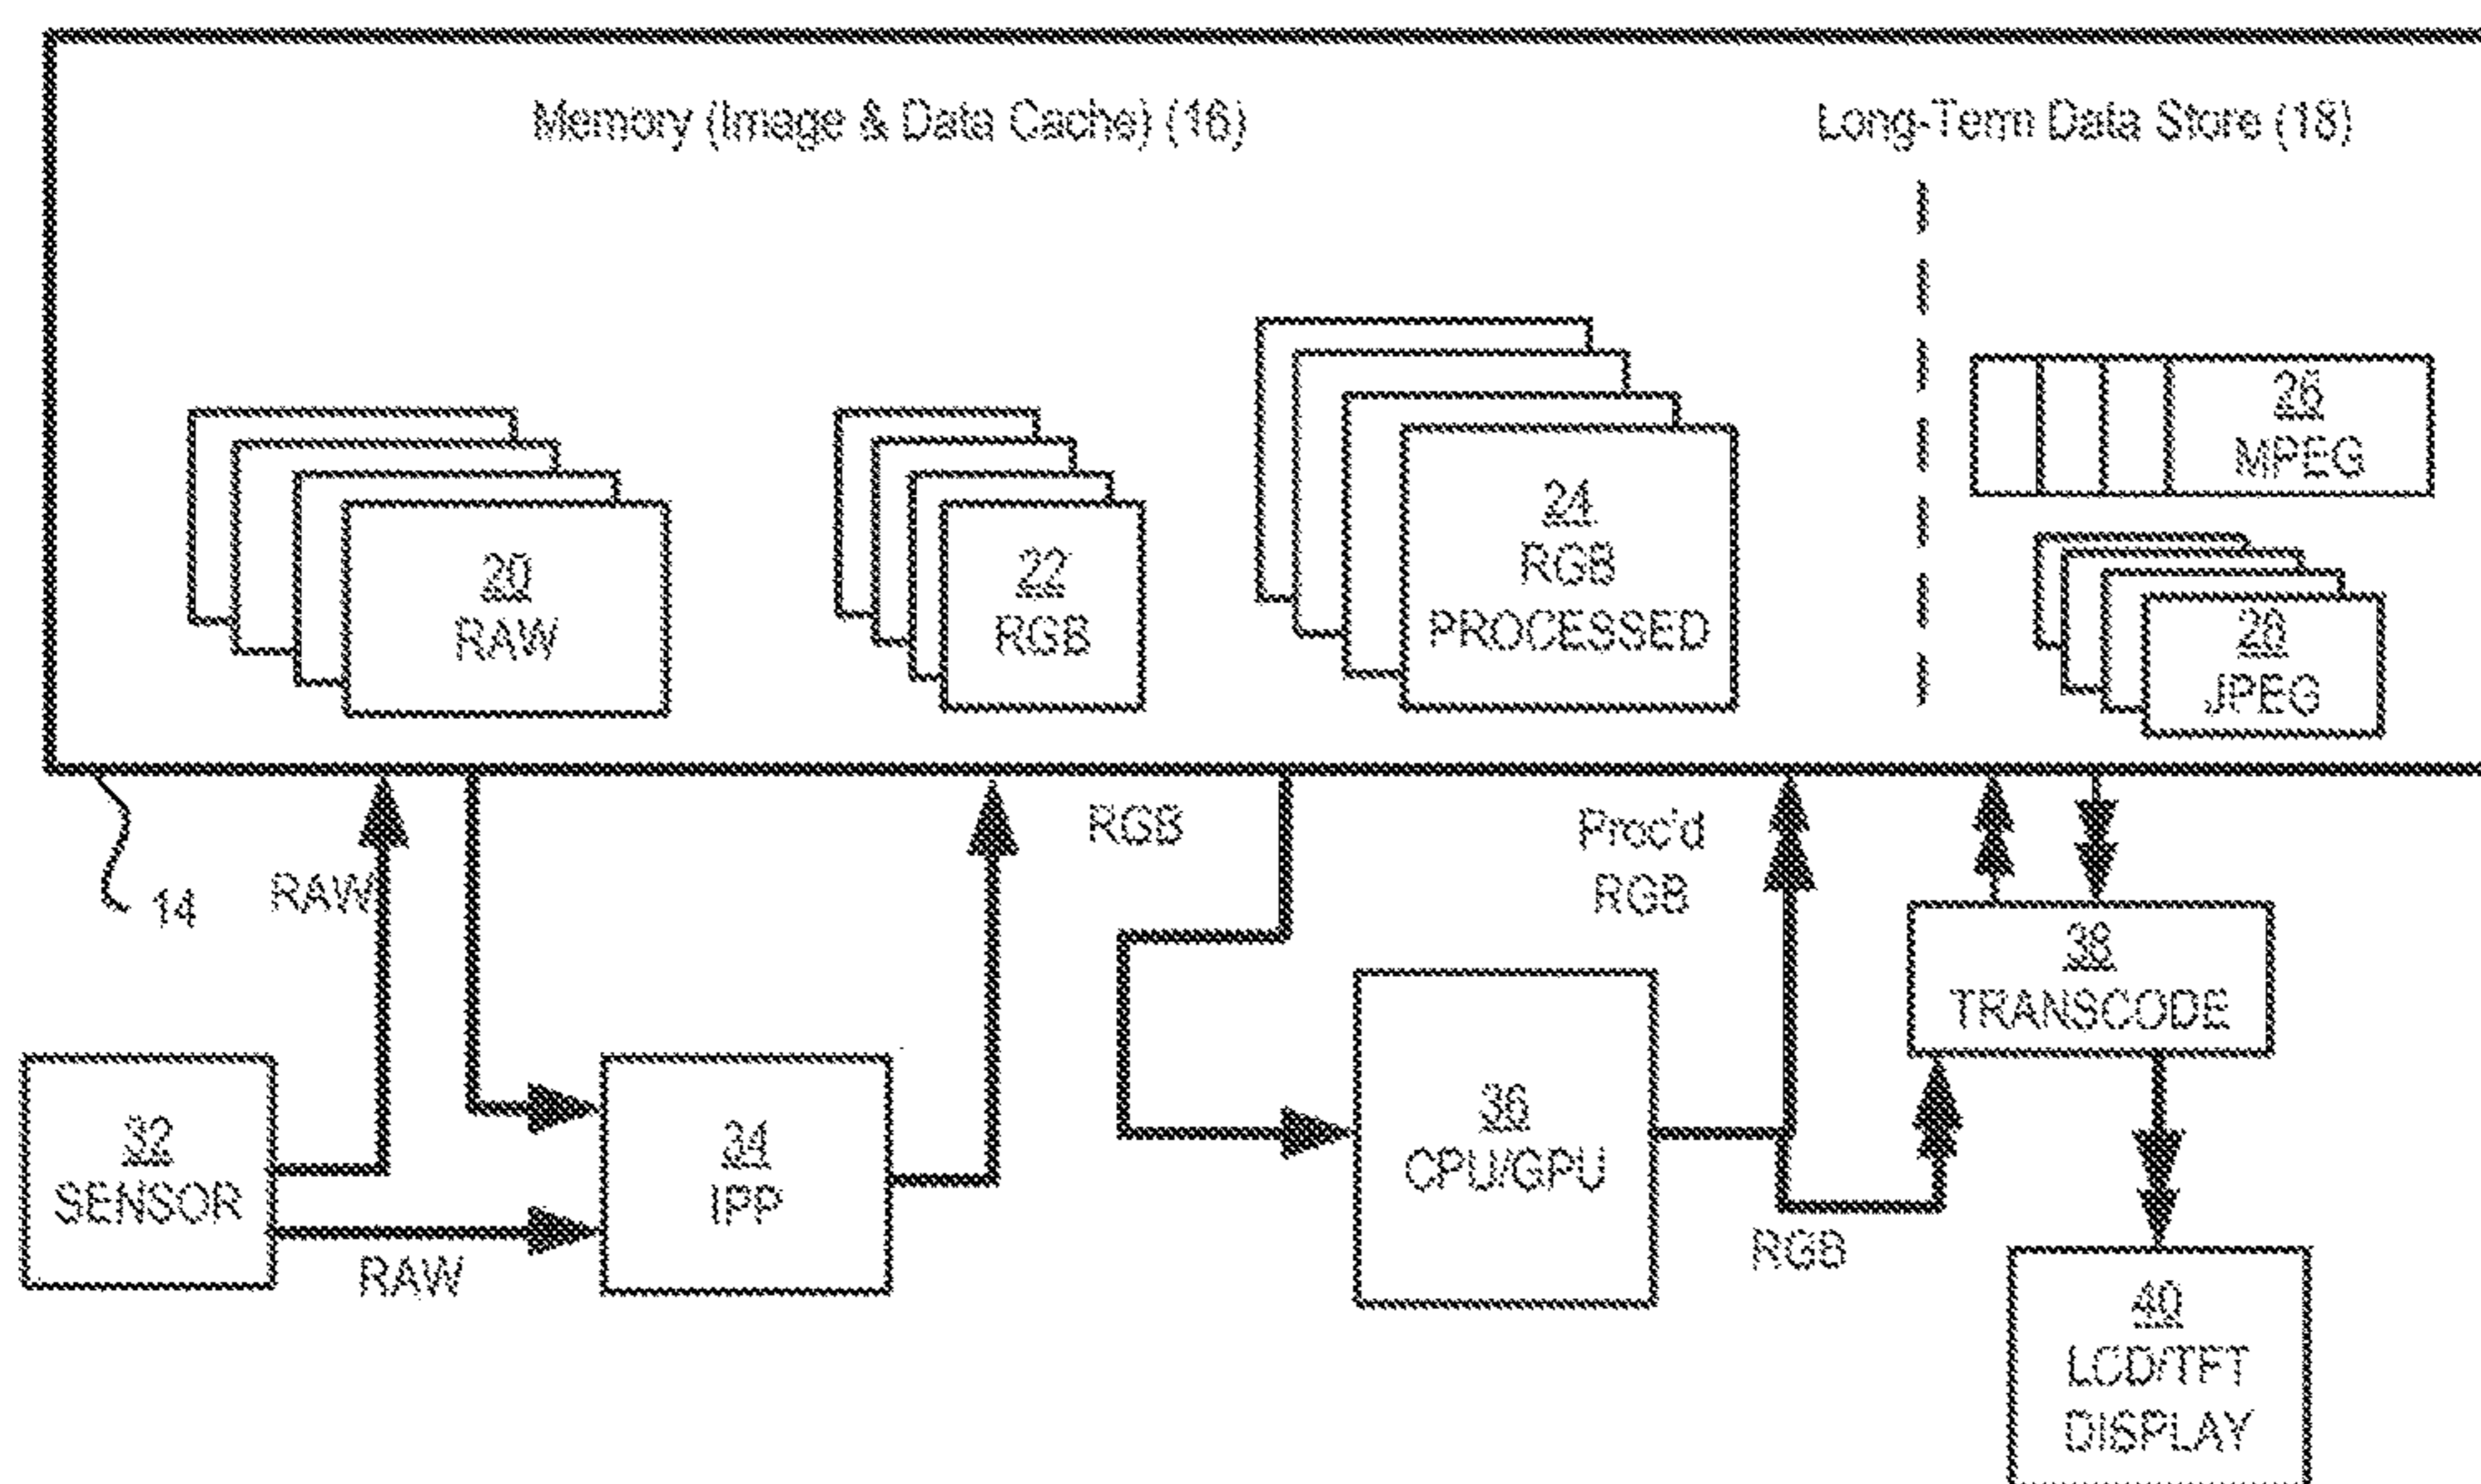 Memory (Image & Data Cache) (16)
Long-Term Data Store (18)
26
MPEG
24
RGB
PROCESSED
20
RAW
22
RGB
28
JPEG
14
RAW
RGB
Proc'd
RGB
38
TRANSCODE
32
SENSOR
RAW
34
IPP
36
CPU/GPU
RGB
40
LCD/TFT
DISPLAY